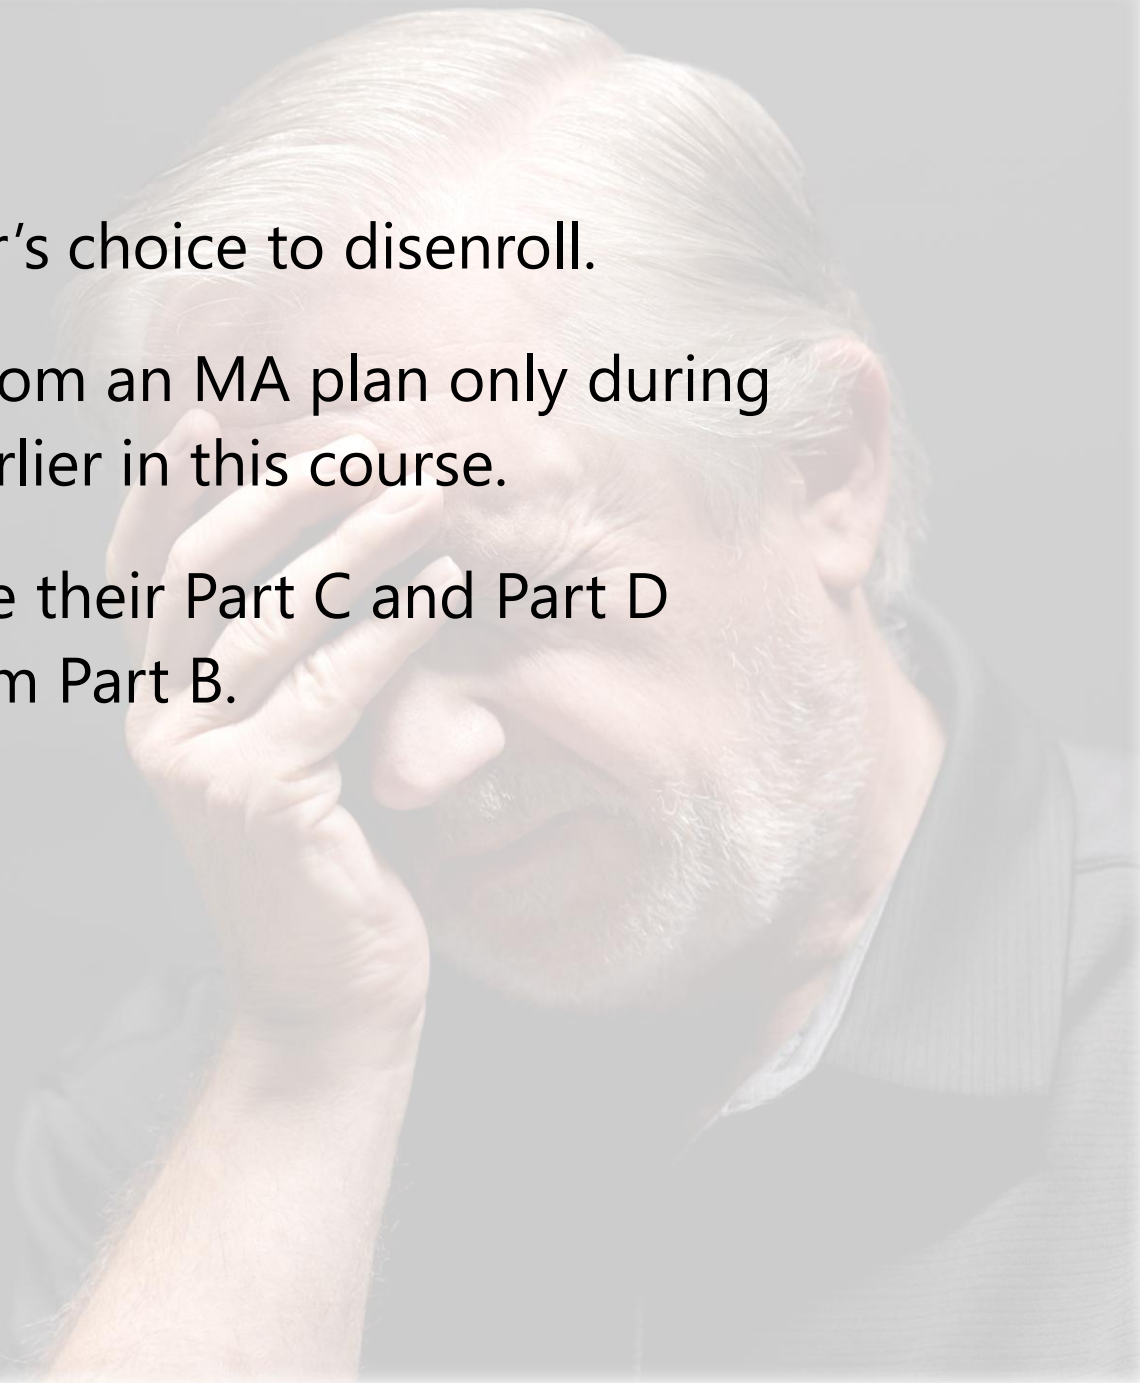 r’s choice to disenroll.
om an MA plan only during
rlier in this course.
e their Part C and Part D
m Part B.